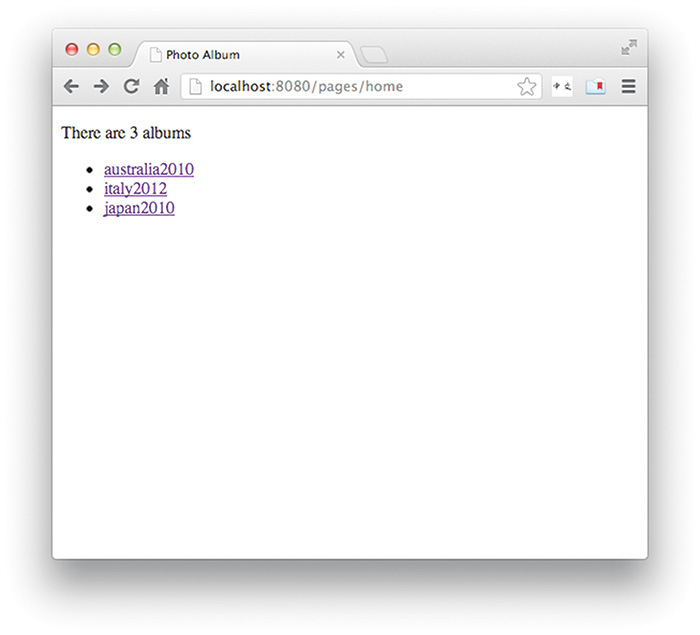 Photo Album
localhost:8080/pages/home
There are 3 albums
australia2010
italy2012
japan2010